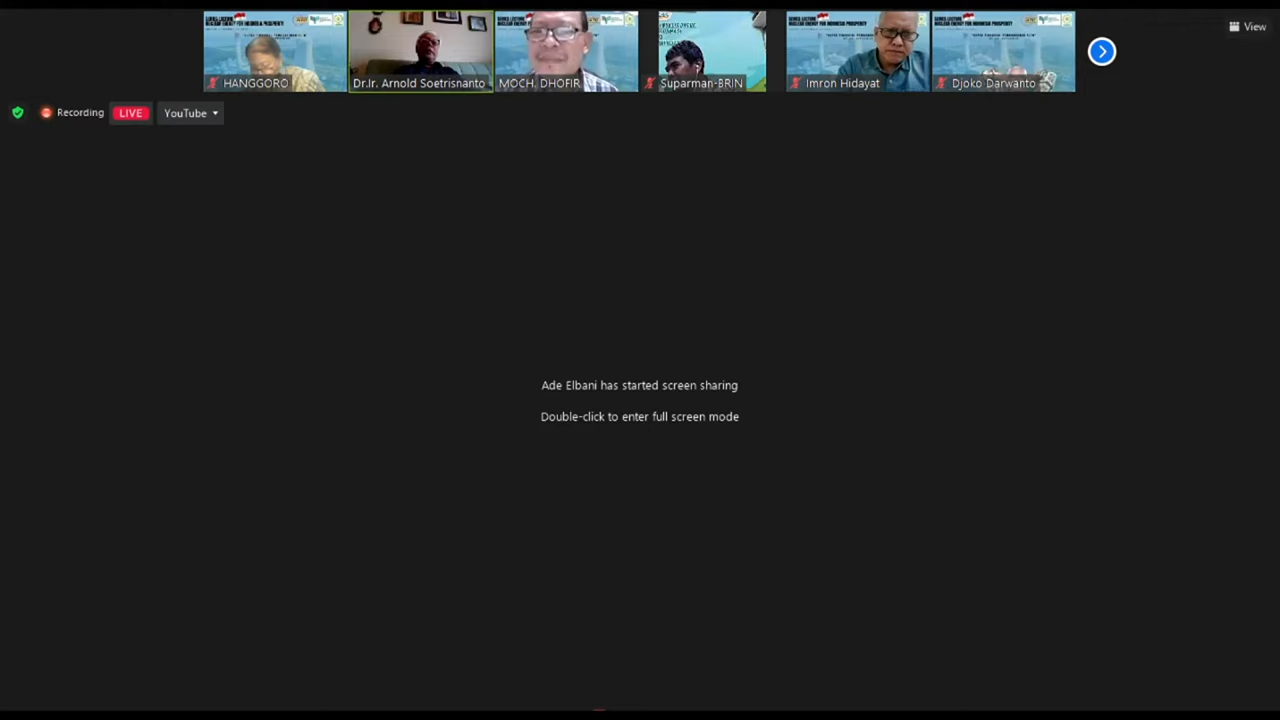 View
HANGGORO
Dr.Ir. Arnold Soetrisnanto
MOCH. DHOFIR
Suparman-BRIN
Imron Hidayat
Djoko Darwanto
Recording
LIVE
YouTube
Ade Elbani has started screen sharing
Double-click to enter full screen mode